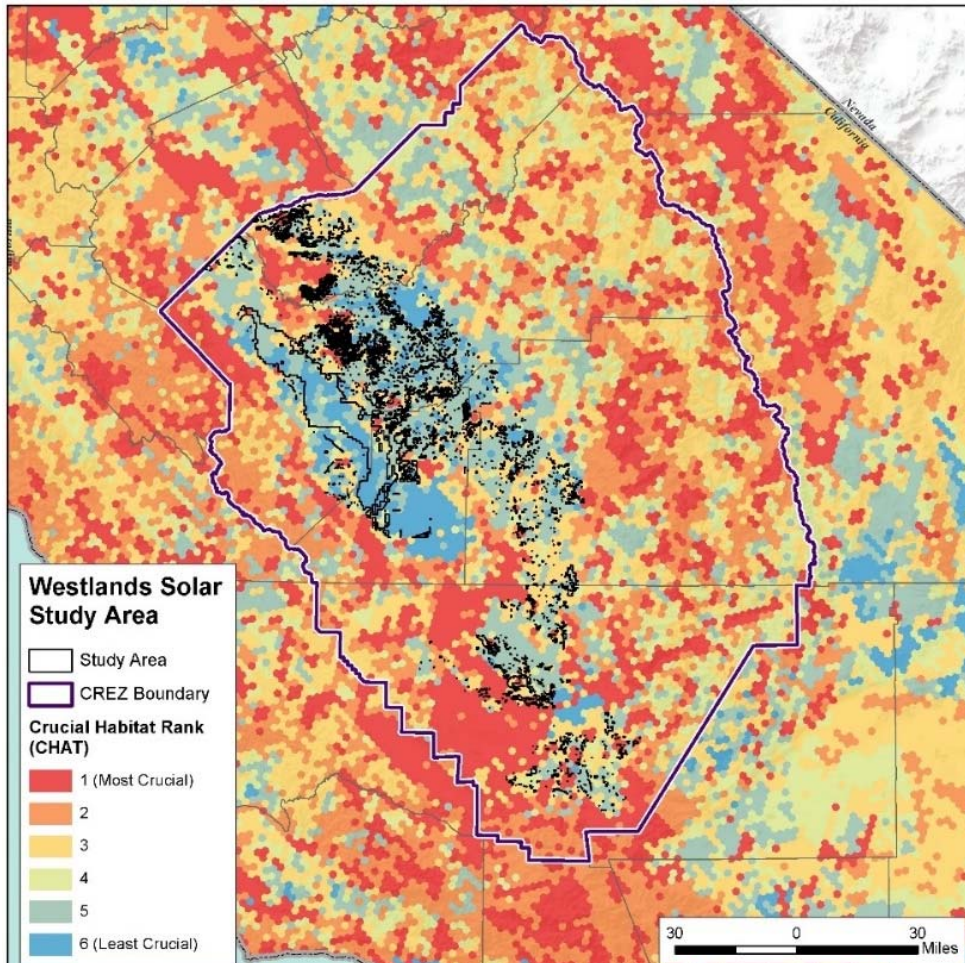 Nevada
California
Westlands Solar
Study Area
Study Area
CREZ Boundary
Crucial Habitat Rank
(CHAT)
1 (Most Crucial)
2
3
4
5
6 (Least Crucial)
30 0 30
Miles